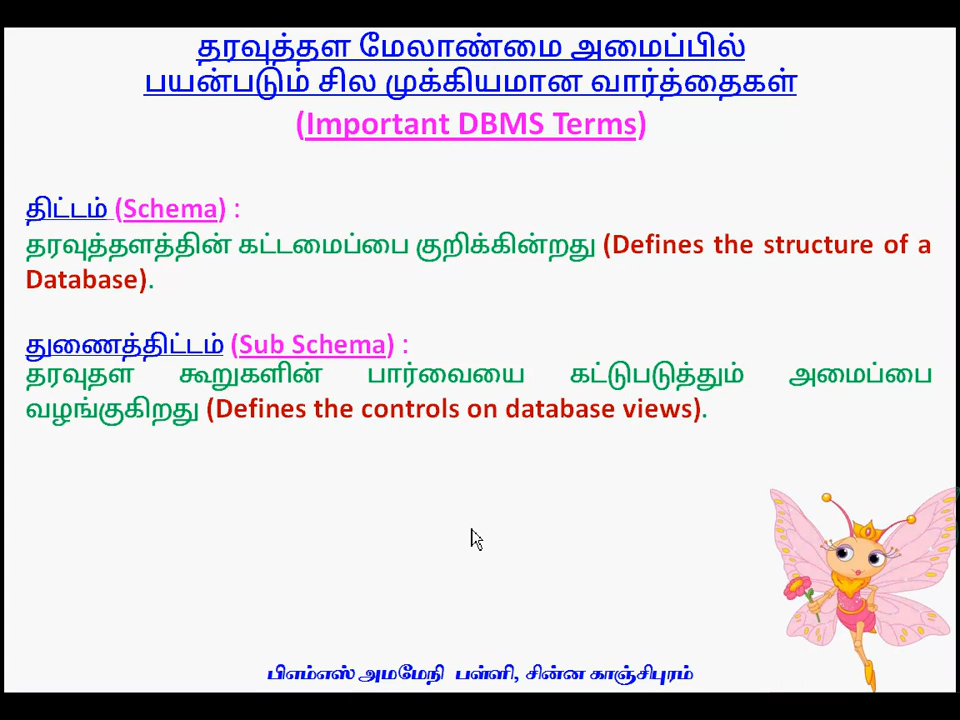 தரவுத்தள மேலாண்மை அமைப்பில்
பயன்படும் சில முக்கியமான வார்த்தைகள்
(Important DBMS Terms)
திட்டம் (Schema) :
தரவுத்தளத்தின் கட்டமைப்பை குறிக்கின்றது (Defines the structure of a
Database).
துணைத்திட்டம் (Sub Schema) :
தரவுதள கூறுகளின் பார்வையை கட்டுபடுத்தும் அமைப்பை
வழங்குகிறது (Defines the controls on database views).
பிஎம்எஸ் அமமேநி பள்ளி, சின்ன காஞ்சிபுரம்